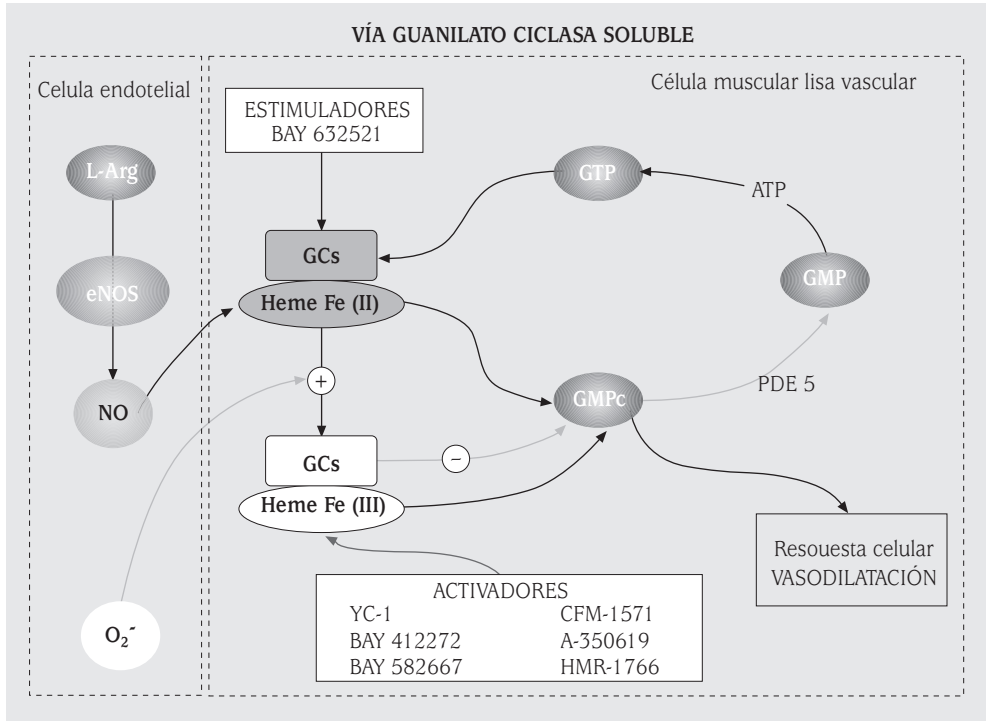 VÍA GUANILATO CICLASA SOLUBLE
Celula endotelial
Célula muscular lisa vascular
ESTIMULADORES
BAY 632521
L-Arg
GTP
ATP
GCs
GMP
eNOS
Heme Fe (II)
PDE 5
+
NO
GMPc
GCs
−
Heme Fe (III)
Resouesta celular
VASODILATACIÓN
ACTIVADORES
YC-1 CFM-1571
BAY 412272 A-350619
BAY 582667 HMR-1766
O₂⁻